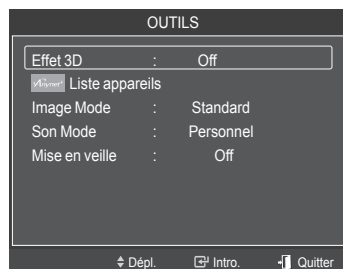 OUTILS
Effet 3D : Off
Anynet+ Liste appareils
Image Mode : Standard
Son Mode : Personnel
Mise en veille : Off
Dépl. Intro. Quitter